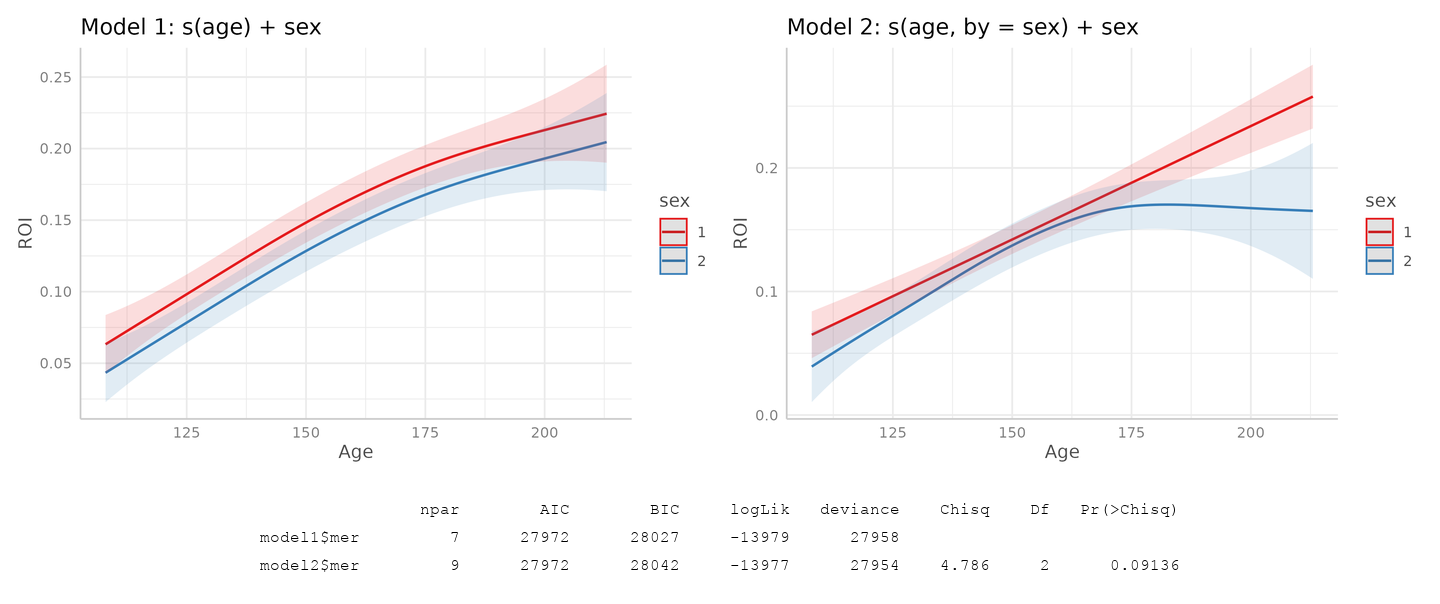 Model 1: s(age) + sex
0.25
0.20
0.15
0.10
0.05
ROI
125 150 175 200
Age
sex
1
2
Model 2: s(age, by = sex) + sex
0.2
0.1
0.0
ROI
125 150 175 200
Age
sex
1
2
npar AIC BIC logLik deviance Chisq Df Pr(>Chisq)
model1$mer 7 27972 28027 -13979 27958
model2$mer 9 27972 28042 -13977 27954 4.786 2 0.09136